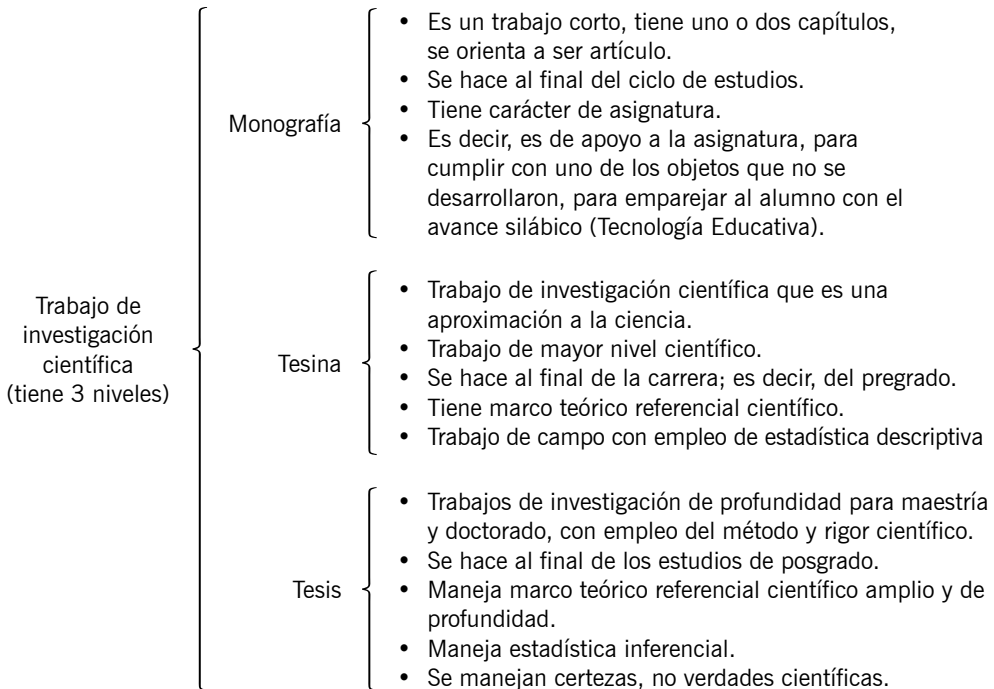 Trabajo de
investigación
científica
(tiene 3 niveles)
Monografía
• Es un trabajo corto, tiene uno o dos capítulos,
se orienta a ser artículo.
• Se hace al final del ciclo de estudios.
• Tiene carácter de asignatura.
• Es decir, es de apoyo a la asignatura, para
cumplir con uno de los objetos que no se
desarrollaron, para emparejar al alumno con el
avance silábico (Tecnología Educativa).
Tesina
• Trabajo de investigación científica que es una
aproximación a la ciencia.
• Trabajo de mayor nivel científico.
• Se hace al final de la carrera; es decir, del pregrado.
• Tiene marco teórico referencial científico.
• Trabajo de campo con empleo de estadística descriptiva
Tesis
• Trabajos de investigación de profundidad para maestría
y doctorado, con empleo del método y rigor científico.
• Se hace al final de los estudios de posgrado.
• Maneja marco teórico referencial científico amplio y de
profundidad.
• Maneja estadística inferencial.
• Se manejan certezas, no verdades científicas.